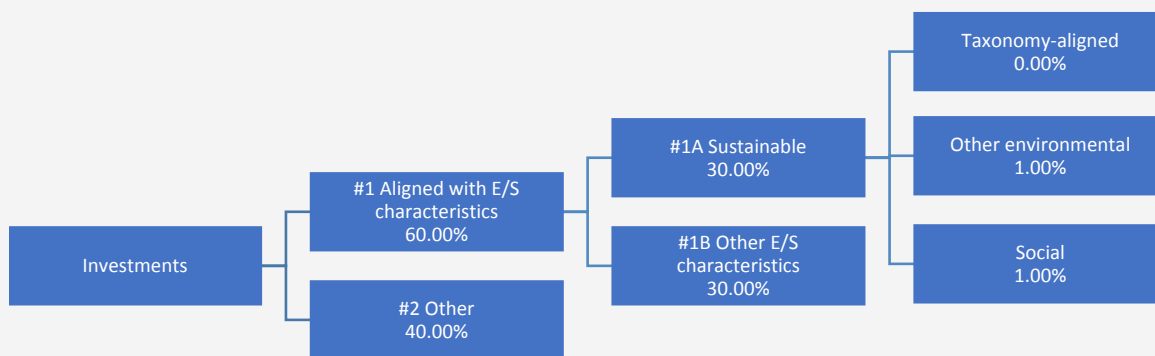 Investments
#1 Aligned with E/S
characteristics
60.00%
#2 Other
40.00%
#1A Sustainable
30.00%
#1B Other E/S
characteristics
30.00%
Taxonomy-aligned
0.00%
Other environmental
1.00%
Social
1.00%